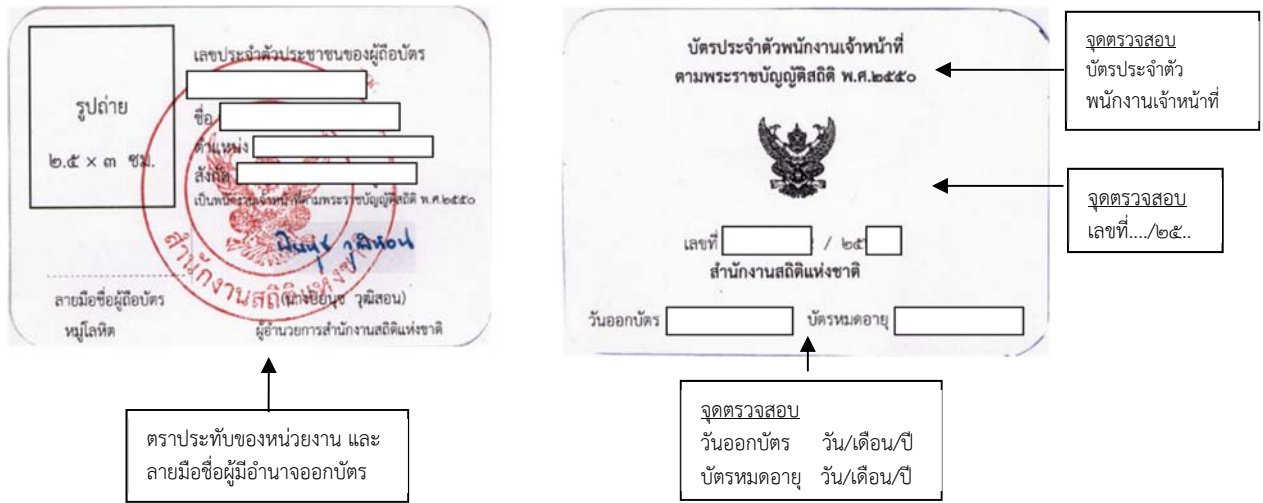 เลขประจำตัวประชาชนของผู้ถือบัตร
รูปถ่าย
๒.๕ × ๓ ซม.
ชื่อ
ตำแหน่ง
สังกัด
เป็นพนักงานเจ้าหน้าที่ตามพระราชบัญญัติสถิติ พ.ศ.๒๕๕๐
สำนักงานสถิติแห่งชาติ
ลายมือชื่อผู้ถือบัตร
(นางปิยนุช วุฒิสอน)
หมู่โลหิต
ผู้อำนวยการสำนักงานสถิติแห่งชาติ
ตราประทับของหน่วยงาน และ
ลายมือชื่อผู้มีอำนาจออกบัตร
บัตรประจำตัวพนักงานเจ้าหน้าที่
ตามพระราชบัญญัติสถิติ พ.ศ.๒๕๕๐
เลขที่ / ๒๕
สำนักงานสถิติแห่งชาติ
วันออกบัตร บัตรหมดอายุ
จุดตรวจสอบ
บัตรประจำตัว
พนักงานเจ้าหน้าที่
จุดตรวจสอบ
เลขที่..../๒๕..
จุดตรวจสอบ
วันออกบัตร วัน/เดือน/ปี
บัตรหมดอายุ วัน/เดือน/ปี